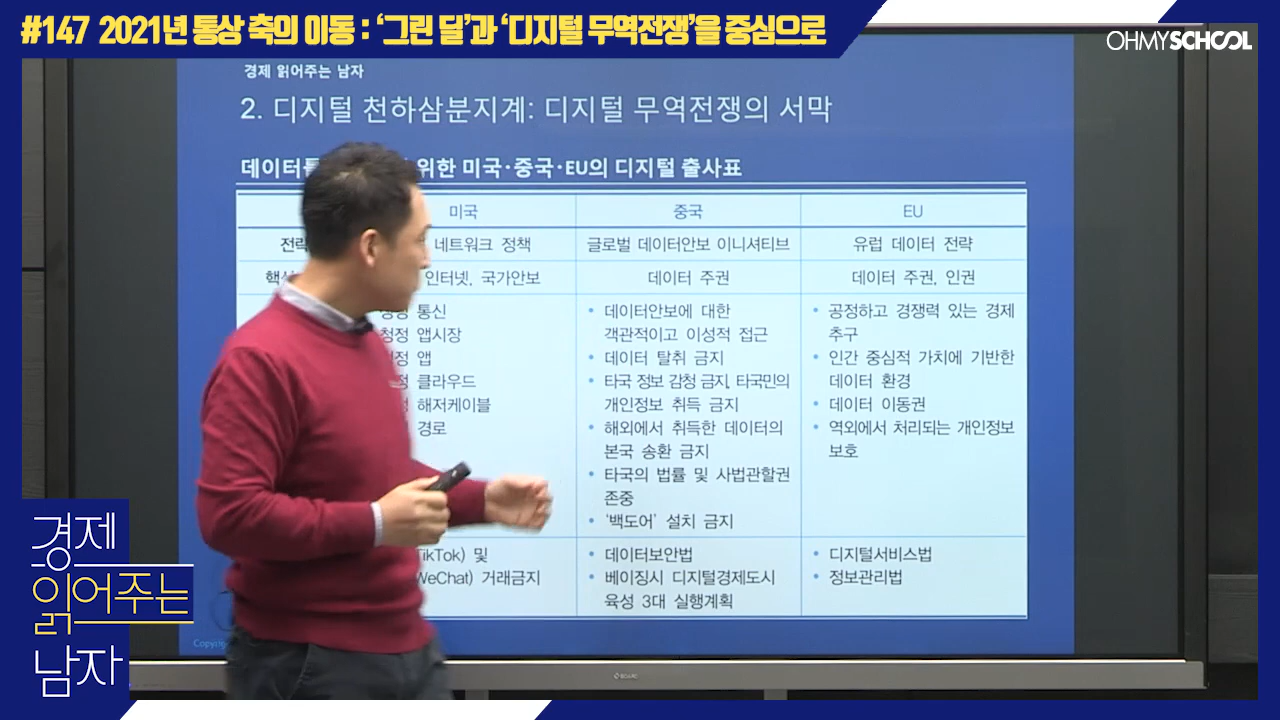 #147 2021년 통상 축의 이동 : ‘그린 딜’과 ‘디지털 무역전쟁’을 중심으로
OHMYSCHOOL
경제 읽어주는 남자
2. 디지털 천하삼분지계: 디지털 무역전쟁의 서막
위한 미국·중국·EU의 디지털 출사표
미국 중국 EU
네트워크 정책 글로벌 데이터안보 이니셔티브 유럽 데이터 전략
인터넷, 국가안보 데이터 주권 데이터 주권, 인권
통신
청정 앱시장
앱
클라우드
해저케이블
경로
• 데이터안보에 대한
객관적이고 이성적 접근
• 데이터 탈취 금지
• 타국 정보 감청 금지, 타국민의
개인정보 취득 금지
• 해외에서 취득한 데이터의
본국 송환 금지
• 타국의 법률 및 사법관할권
존중
• ‘백도어’ 설치 금지
• 공정하고 경쟁력 있는 경제
추구
• 인간 중심적 가치에 기반한
데이터 환경
• 데이터 이동권
• 역외에서 처리되는 개인정보
보호
TikTok) 및
WeChat) 거래금지
• 데이터보안법
• 베이징시 디지털경제도시
육성 3대 실행계획
• 디지털서비스법
• 정보관리법
경제
읽어주는
남자